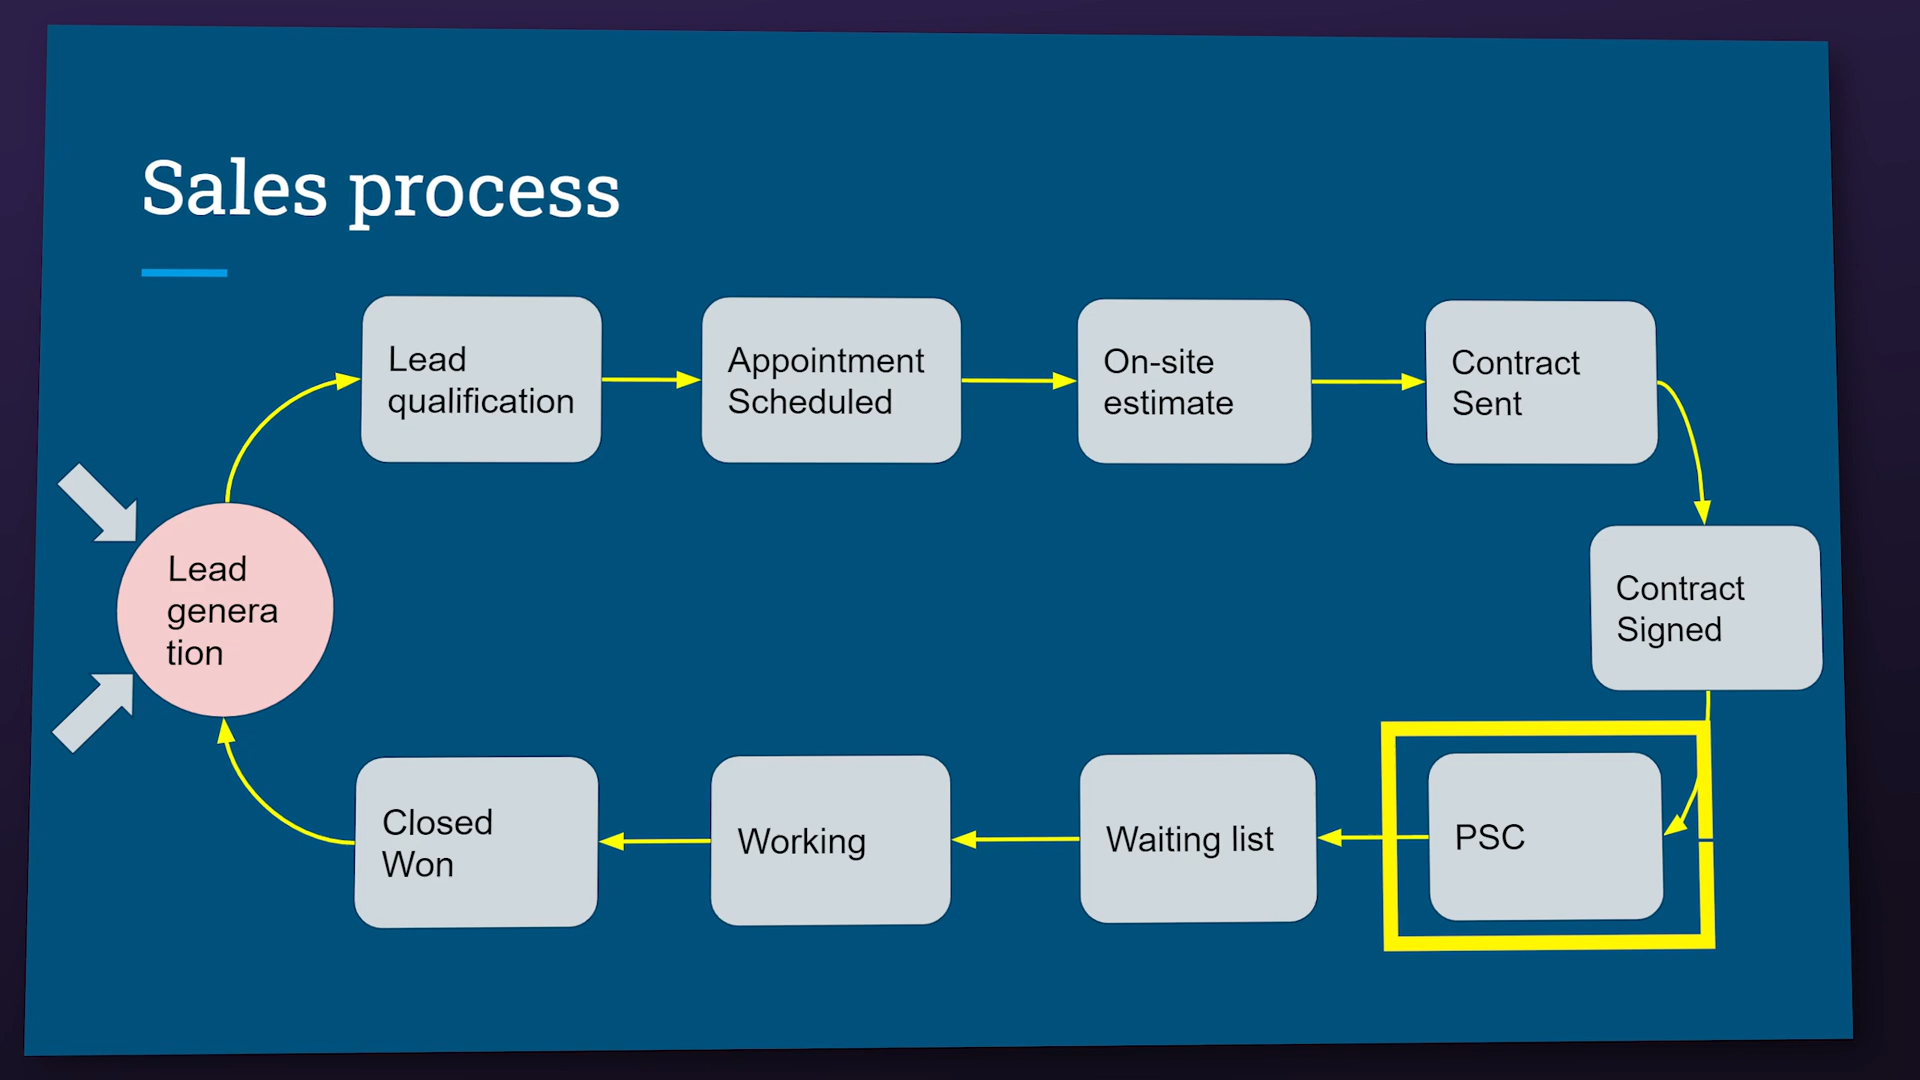 Sales process
Lead
qualification
Appointment
Scheduled
On-site
estimate
Contract
Sent
Contract
Signed
PSC
Waiting list
Working
Closed
Won
Lead
genera
tion